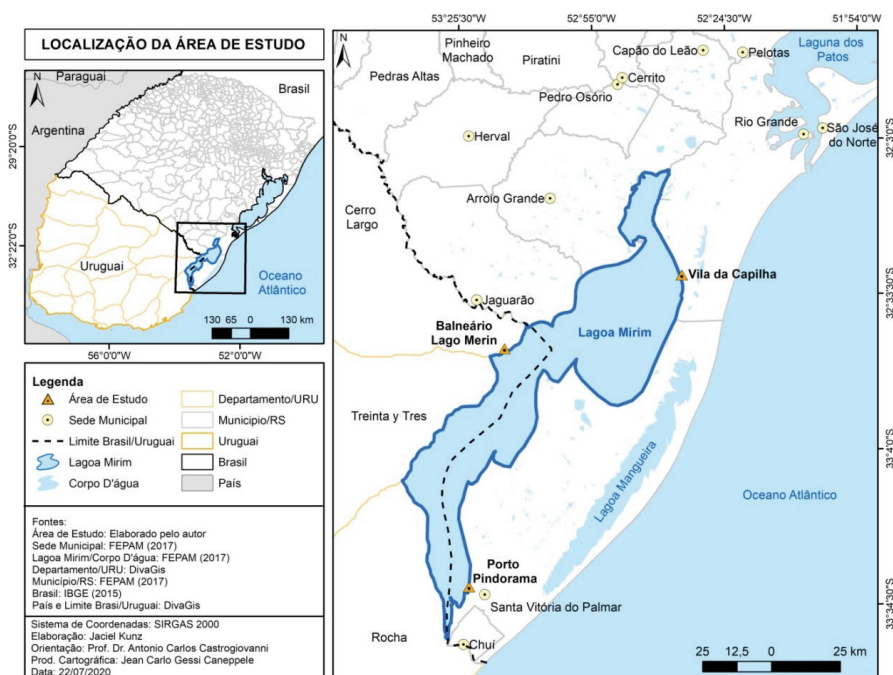 LOCALIZAÇÃO DA ÁREA DE ESTUDO
N
Paraguai
Brasil
Argentina
Uruguai
Oceano
Atlântico
29°20'0"S
32°22'0"S
130 65 0 130 km
56°0'0"W
52°0'0"W
Legenda
Área de Estudo
Sede Municipal
Limite Brasil/Uruguai
Lagoa Mirim
Corpo D'água
Departamento/URU
Município/RS
Uruguai
Brasil
País
Fontes:
Área de Estudo: Elaborado pelo autor
Sede Municipal: FEPAM (2017)
Lagoa Mirim/Corpo D'água: FEPAM (2017)
Departamento/URU: DivaGis
Município/RS: FEPAM (2017)
Brasil: IBGE (2015)
País e Limite Brasi/Uruguai: DivaGis
Sistema de Coordenadas: SIRGAS 2000
Elaboração: Jaciel Kunz
Orientação: Prof. Dr. Antonio Carlos Castrogiovanni
Prod. Cartográfica: Jean Carlo Gessi Caneppele
Data: 22/07/2020
53°25'30"W
52°55'0"W
52°24'30"W
51°54'0"W
N
Pinheiro
Machado
Piratini
Capão do Leão
Pelotas
Laguna dos
Patos
Pedras Altas
Cerrito
Pedro Osório
Rio Grande
São José
do Norte
Herval
Arroio Grande
Cerro
Largo
Vila da Capilha
Jaguarão
Balneário
Lago Merin
Lagoa Mirim
Treinta y Tres
Lagoa Mangueira
Oceano Atlântico
Porto
Pindorama
Santa Vitória do Palmar
Rocha
Chuí
32°3'0"S
32°33'30"S
33°4'0"S
33°34'30"S
25 12,5 0 25 km